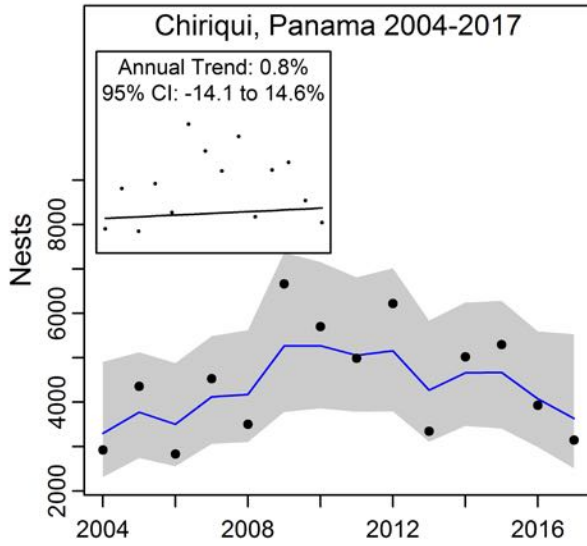 Chiriqui, Panama 2004-2017
Annual Trend: 0.8%
95% CI: -14.1 to 14.6%
Nests
8000
6000
4000
2000
2004 2008 2012 2016